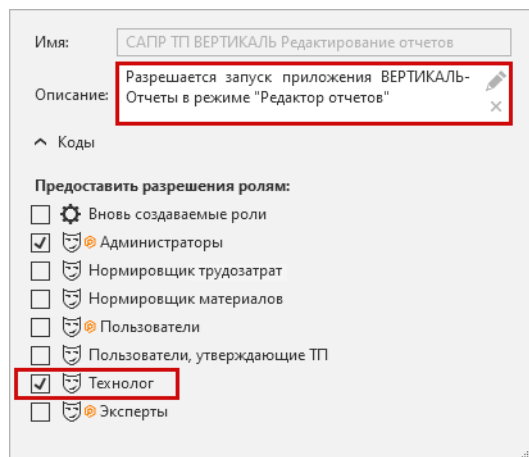 Имя: САПР ТП ВЕРТИКАЛЬ Редактирование отчетов
Разрешается запуск приложения ВЕРТИКАЛЬ-
Описание: Отчеты в режиме "Редактор отчетов"
Коды
Предоставить разрешения ролям:
Вновь создаваемые роли
Администраторы
Нормировщик трудозатрат
Нормировщик материалов
Пользователи
Пользователи, утверждающие ТП
Технолог
Эксперты